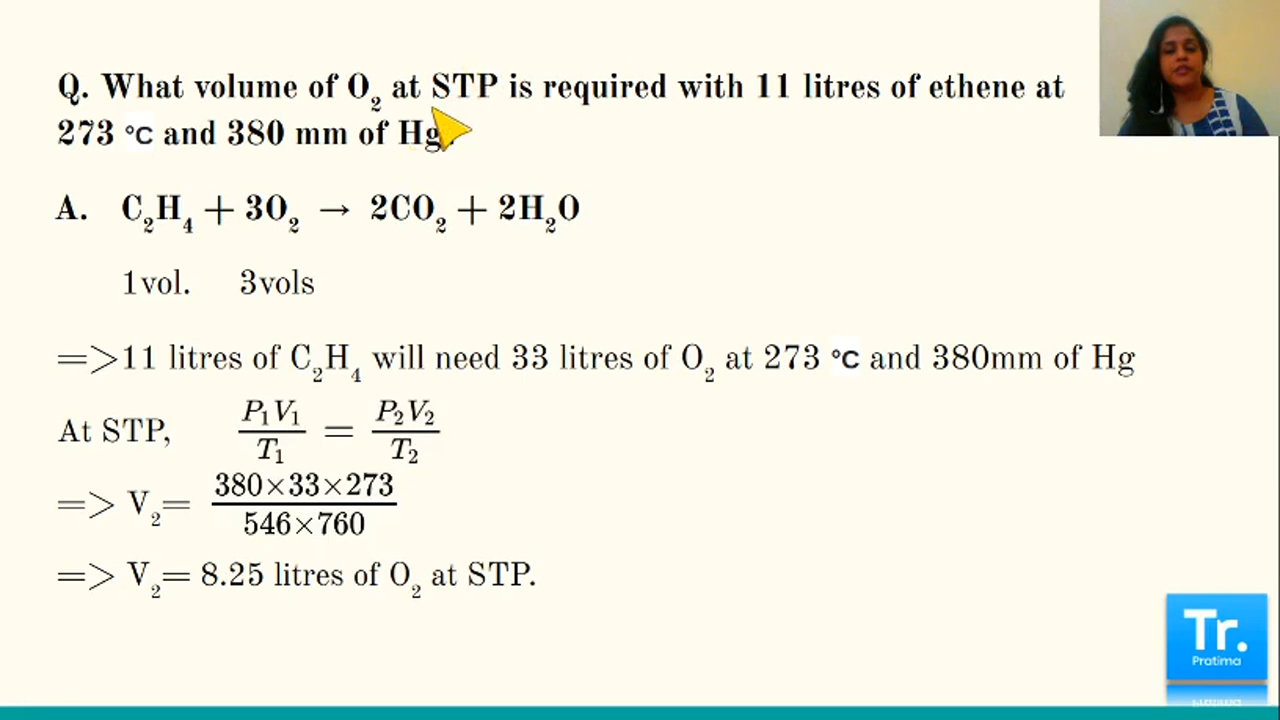 Q. What volume of O₂ at STP is required with 11 litres of ethene at
273 °C and 380 mm of Hg.
A. C₂H₄ + 3O₂ → 2CO₂ + 2H₂O
1vol. 3vols
=>11 litres of C₂H₄ will need 33 litres of O₂ at 273 °C and 380mm of Hg
At STP, P₁V₁/T₁ = P₂V₂/T₂
=> V₂= 380×33×273/546×760
=> V₂= 8.25 litres of O₂ at STP.
Tr.
Pratima